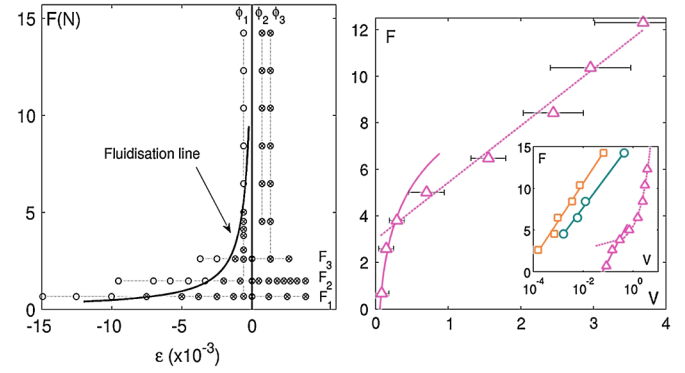 F(N)
ϕ1 ϕ2 ϕ3
15
10
5
0
Fluidisation line
F3
F2
F1
-15 -10 -5 0
ε (x10-3)
F
12
10
8
6
4
2
0
0 1 2 3 4
V
F
15
10
5
0
10-4 10-2 100
V